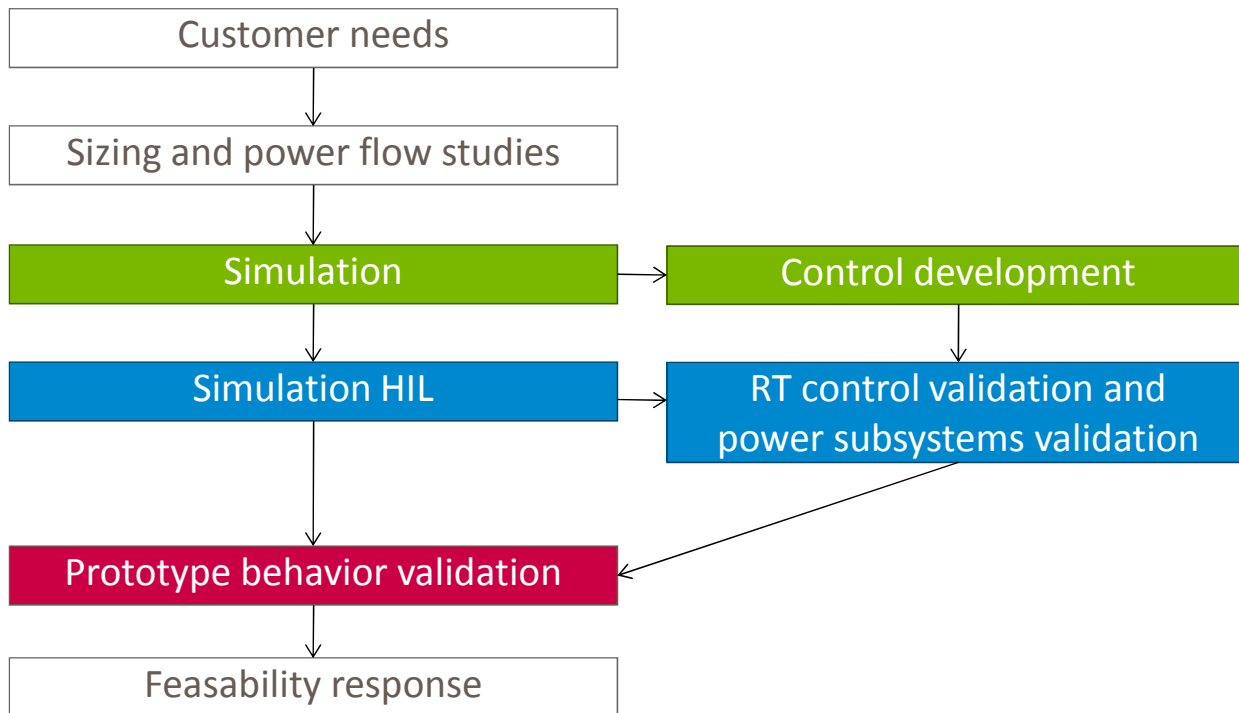 Customer needs
Sizing and power flow studies
Simulation
Control development
Simulation HIL
RT control validation and
power subsystems validation
Prototype behavior validation
Feasability response